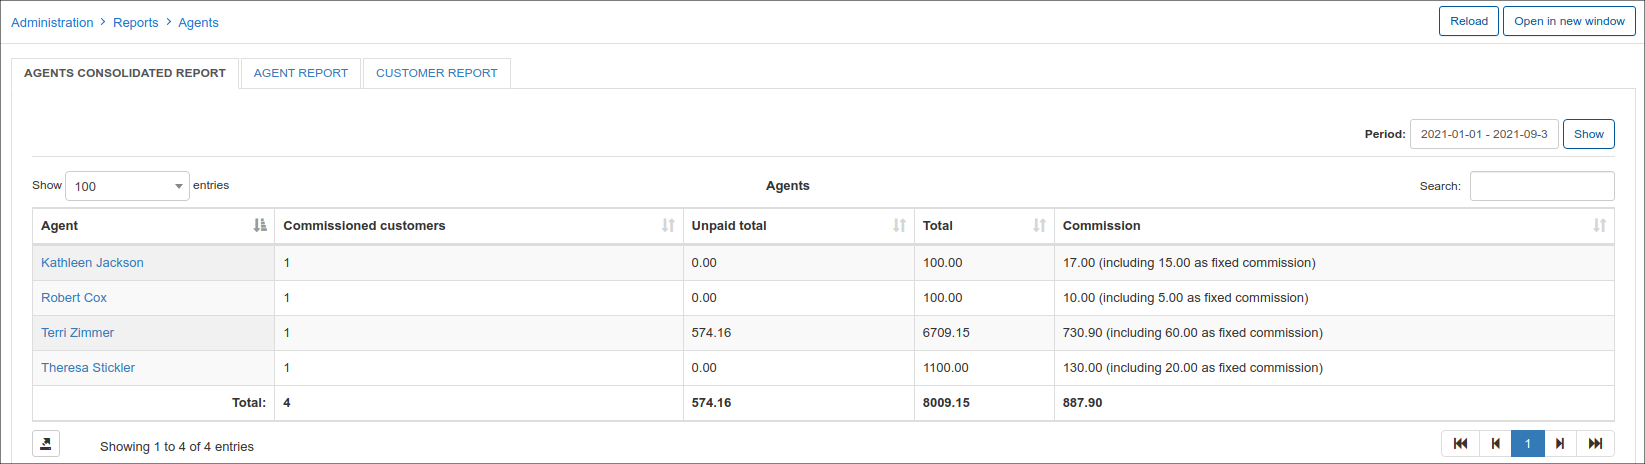 Administration > Reports > Agents
Reload Open in new window
AGENTS CONSOLIDATED REPORT AGENT REPORT CUSTOMER REPORT
Period: 2021-01-01 - 2021-09-3 Show
Show 100 entries Agents Search:
Agent Commissioned customers Unpaid total Total Commission
Kathleen Jackson 1 0.00 100.00 17.00 (including 15.00 as fixed commission)
Robert Cox 1 0.00 100.00 10.00 (including 5.00 as fixed commission)
Terri Zimmer 1 574.16 6709.15 730.90 (including 60.00 as fixed commission)
Theresa Stickler 1 0.00 1100.00 130.00 (including 20.00 as fixed commission)
Total: 4 574.16 8009.15 887.90
Showing 1 to 4 of 4 entries 1